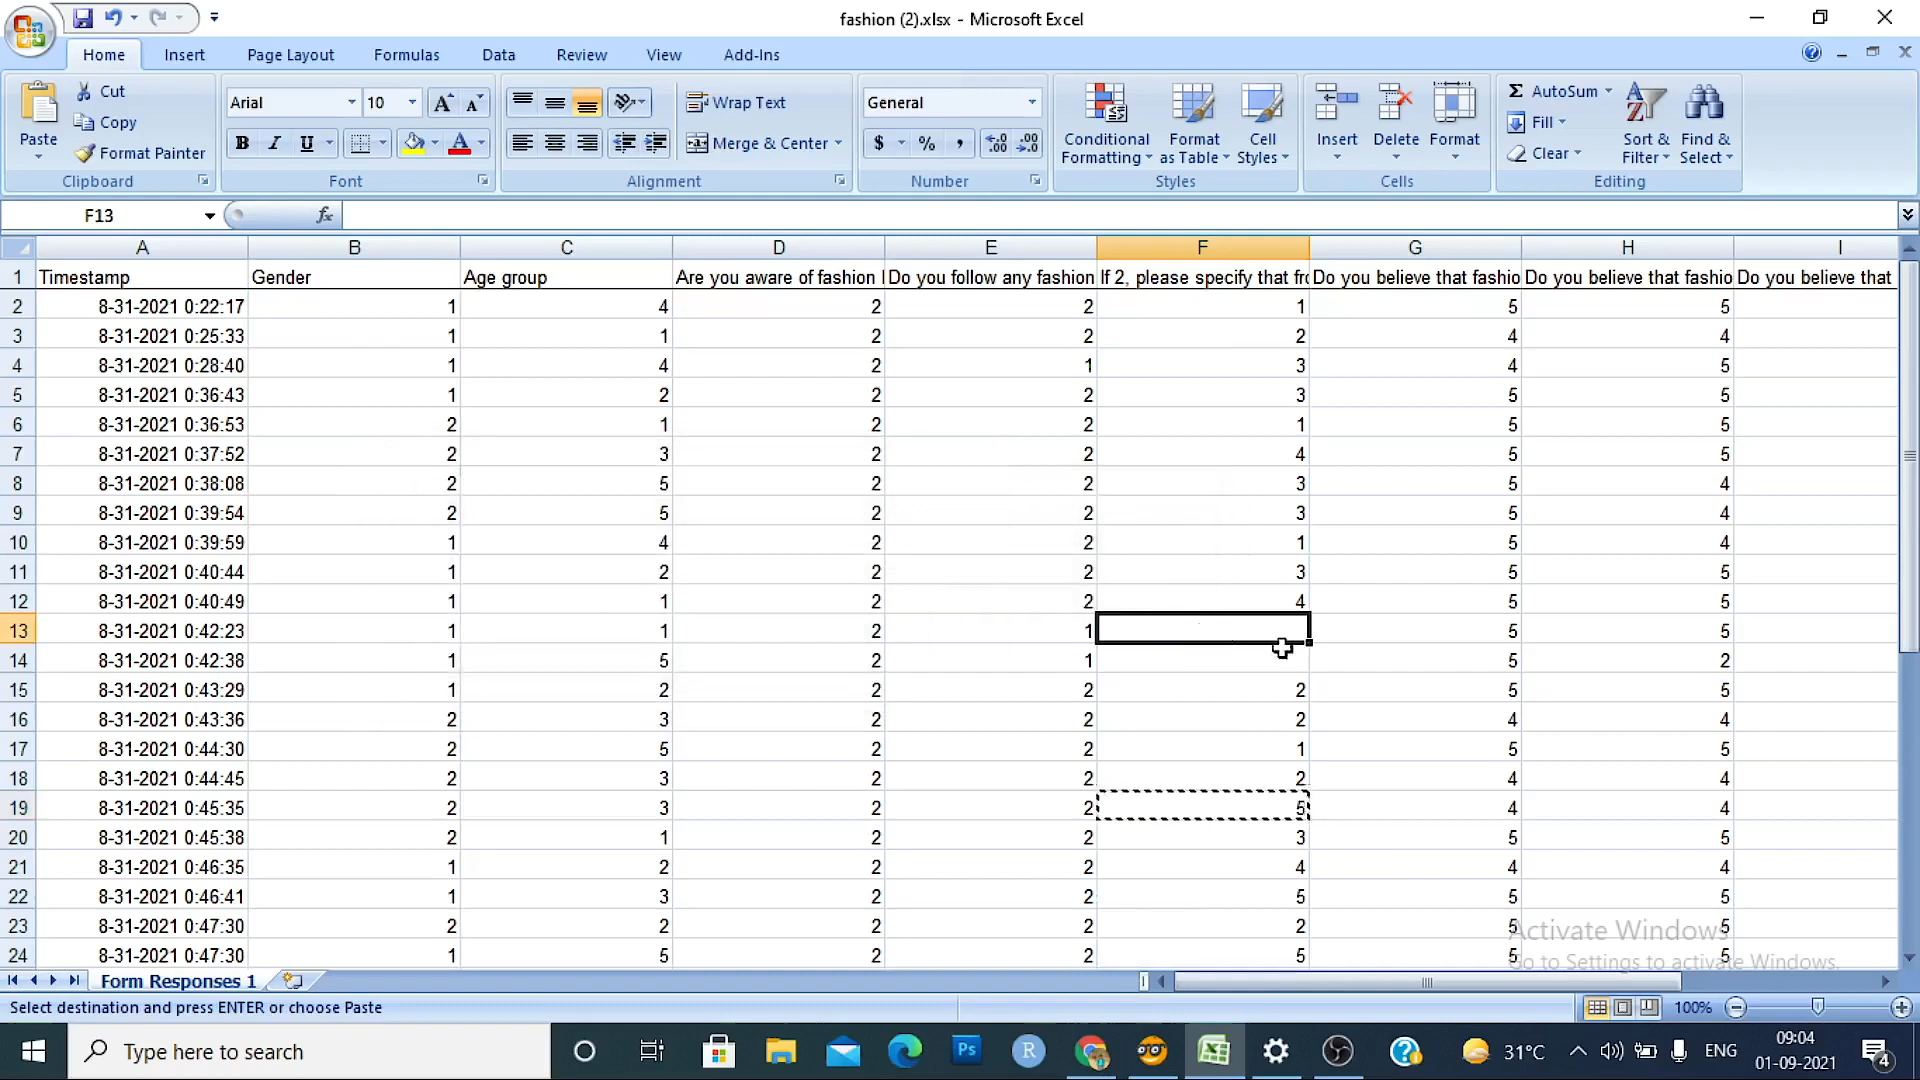 fashion (2).xlsx - Microsoft Excel
Home Insert Page Layout Formulas Data Review View Add-Ins
Paste
Cut
Copy
Format Painter
Clipboard
Arial 10
B I U
Font
Wrap Text
Merge & Center
Alignment
General
$ % ,
Number
Conditional Formatting
Format as Table
Cell Styles
Styles
Insert Delete Format
Cells
Σ AutoSum
Fill
Clear
Sort & Filter
Find & Select
Editing
F13 fx
A B C D E F G H I
1 Timestamp Gender Age group Are you aware of fashion Do you follow any fashion If 2, please specify that fro Do you believe that fashio Do you believe that fashio Do you believe that
2 8-31-2021 0:22:17 1 4 2 2 1 5 5
3 8-31-2021 0:25:33 1 1 2 2 2 4 4
4 8-31-2021 0:28:40 1 4 2 1 3 4 5
5 8-31-2021 0:36:43 1 2 2 2 3 5 5
6 8-31-2021 0:36:53 2 1 2 2 1 5 5
7 8-31-2021 0:37:52 2 3 2 2 4 5 5
8 8-31-2021 0:38:08 2 5 2 2 3 5 4
9 8-31-2021 0:39:54 2 5 2 2 3 5 4
10 8-31-2021 0:39:59 1 4 2 2 1 5 4
11 8-31-2021 0:40:44 1 2 2 2 3 5 5
12 8-31-2021 0:40:49 1 1 2 2 4 5 5
13 8-31-2021 0:42:23 1 1 2 1 5 5
14 8-31-2021 0:42:38 1 5 2 1 5 2
15 8-31-2021 0:43:29 1 2 2 2 2 5 5
16 8-31-2021 0:43:36 2 3 2 2 2 4 4
17 8-31-2021 0:44:30 2 5 2 2 1 5 5
18 8-31-2021 0:44:45 2 3 2 2 2 4 4
19 8-31-2021 0:45:35 2 3 2 2 5 4 4
20 8-31-2021 0:45:38 2 1 2 2 3 5 5
21 8-31-2021 0:46:35 1 2 2 2 4 4 4
22 8-31-2021 0:46:41 1 3 2 2 5 5 5
23 8-31-2021 0:47:30 2 2 2 2 2 5 5
24 8-31-2021 0:47:30 1 5 2 2 5 5 5
Activate Windows
Go to Settings to activate Windows.
Form Responses 1
Select destination and press ENTER or choose Paste 100%
Type here to search
Ps R 31°C ENG
09:04
01-09-2021
4